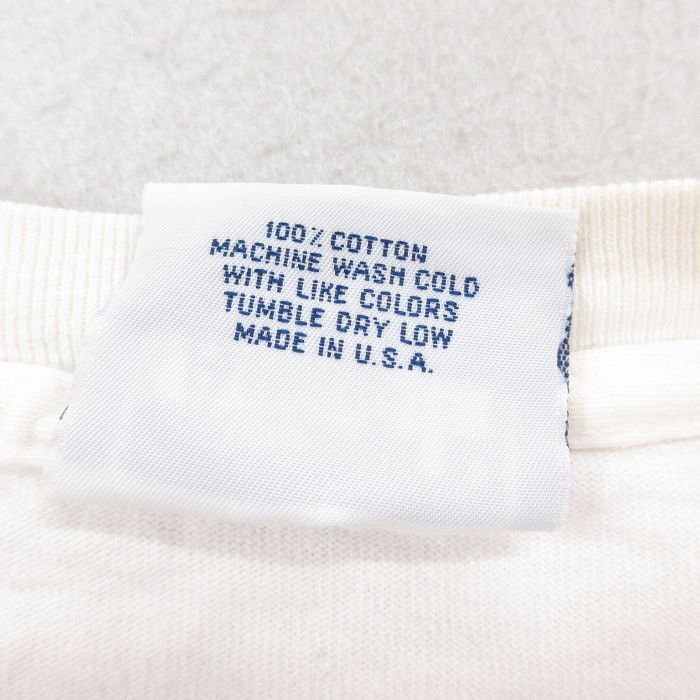 100% COTTON
MACHINE WASH COLD
WITH LIKE COLORS
TUMBLE DRY LOW
MADE IN U.S.A.